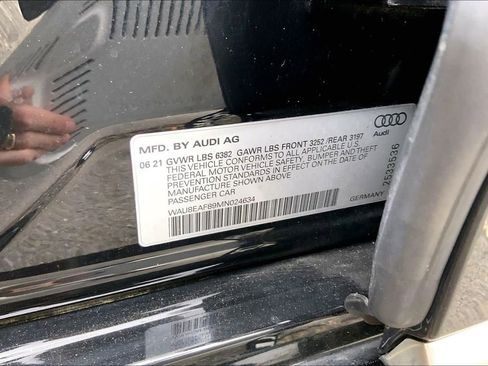 MFD. BY AUDI AG
06 21 GVWR LBS 6382 GAWR LBS FRONT 3252 /REAR 3197
THIS VEHICLE CONFORMS TO ALL APPLICABLE U.S.
FEDERAL MOTOR VEHICLE SAFETY, BUMPER AND THEFT
PREVENTION STANDARDS IN EFFECT ON THE DATE OF
MANUFACTURE SHOWN ABOVE
PASSENGER CAR
WAU8EAF89MN024634
GERMANY
Audi
2533536